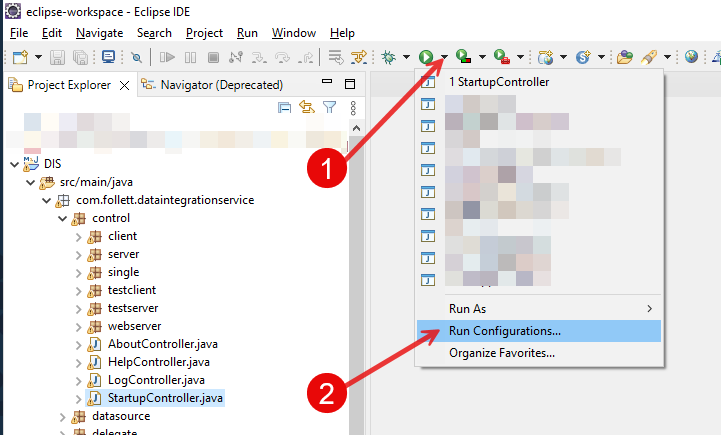 eclipse-workspace - Eclipse IDE
File Edit Navigate Search Project Run Window Help
Project Explorer Navigator (Deprecated)
1 StartupController
DIS
src/main/java
com.follett.dataintegrationservice
control
client
server
single
testclient
testserver
webserver
AboutController.java
HelpController.java
LogController.java
StartupController.java
datasource
delegate
1
Run As
Run Configurations...
Organize Favorites...
2